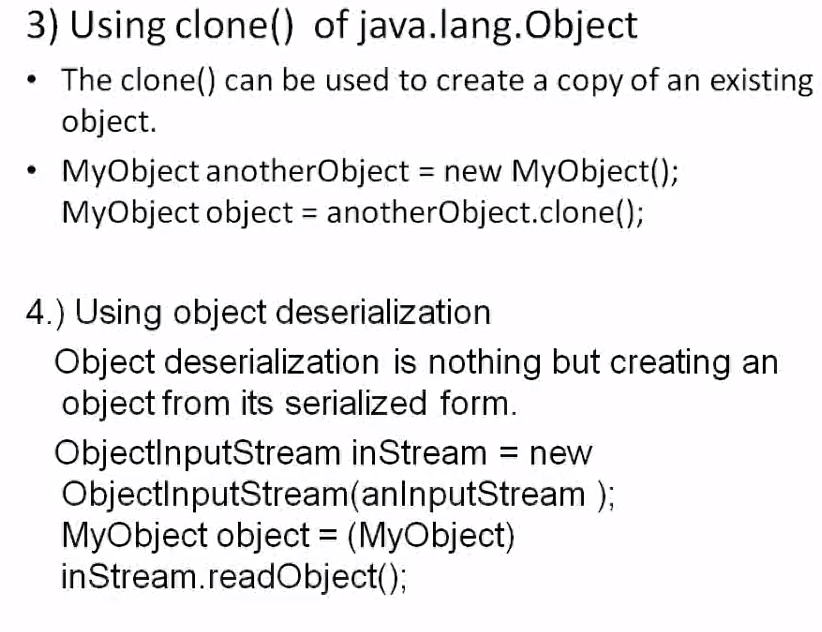 3) Using clone() of java.lang.Object
• The clone() can be used to create a copy of an existing
object.
• MyObject anotherObject = new MyObject();
MyObject object = anotherObject.clone();
4.) Using object deserialization
Object deserialization is nothing but creating an
object from its serialized form.
ObjectInputStream inStream = new
ObjectInputStream(anInputStream );
MyObject object = (MyObject)
inStream.readObject();